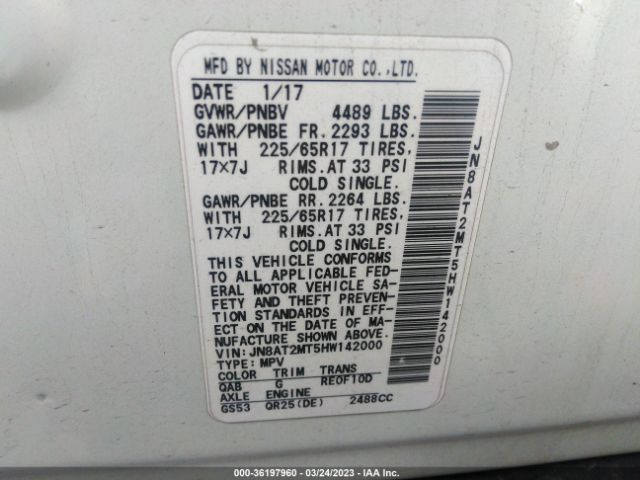 MFD BY NISSAN MOTOR CO.,LTD.
DATE 1/17
GVWR/PNBV 4489 LBS.
GAWR/PNBE FR. 2293 LBS.
WITH 225/65R17 TIRES,
17×7J RIMS. AT 33 PSI
COLD SINGLE.
GAWR/PNBE RR. 2264 LBS.
WITH 225/65R17 TIRES,
17×7J RIMS. AT 33 PSI
COLD SINGLE.
THIS VEHICLE CONFORMS
TO ALL APPLICABLE FED-
ERAL MOTOR VEHICLE SA-
FETY AND THEFT PREVEN-
TION STANDARDS IN EFF-
ECT ON THE DATE OF MA-
NUFACTURE SHOWN ABOVE.
VIN: JN8AT2MT5HW142000
TYPE: MPV
COLOR TRIM TRANS
QAB G RE0F10D
AXLE ENGINE
GS53 QR25(DE) 2488CC
JN8AT2MT5HW142000
000-36197960 - 03/24/2023 - IAA Inc.